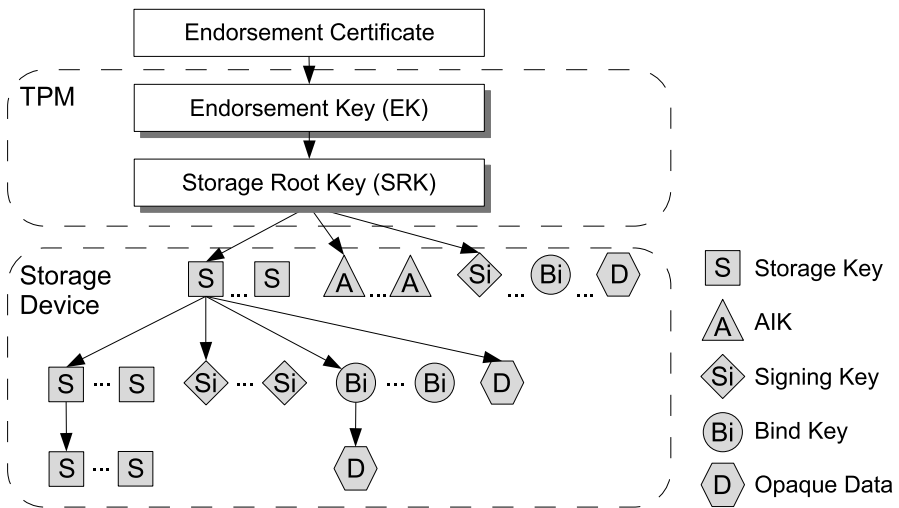 Endorsement Certificate
TPM
Endorsement Key (EK)
Storage Root Key (SRK)
Storage
Device
S ... S A ... A Si ... Bi ... D
S ... S Si ... Si Bi ... Bi D
S ... S D
S Storage Key
A AIK
Si Signing Key
Bi Bind Key
D Opaque Data